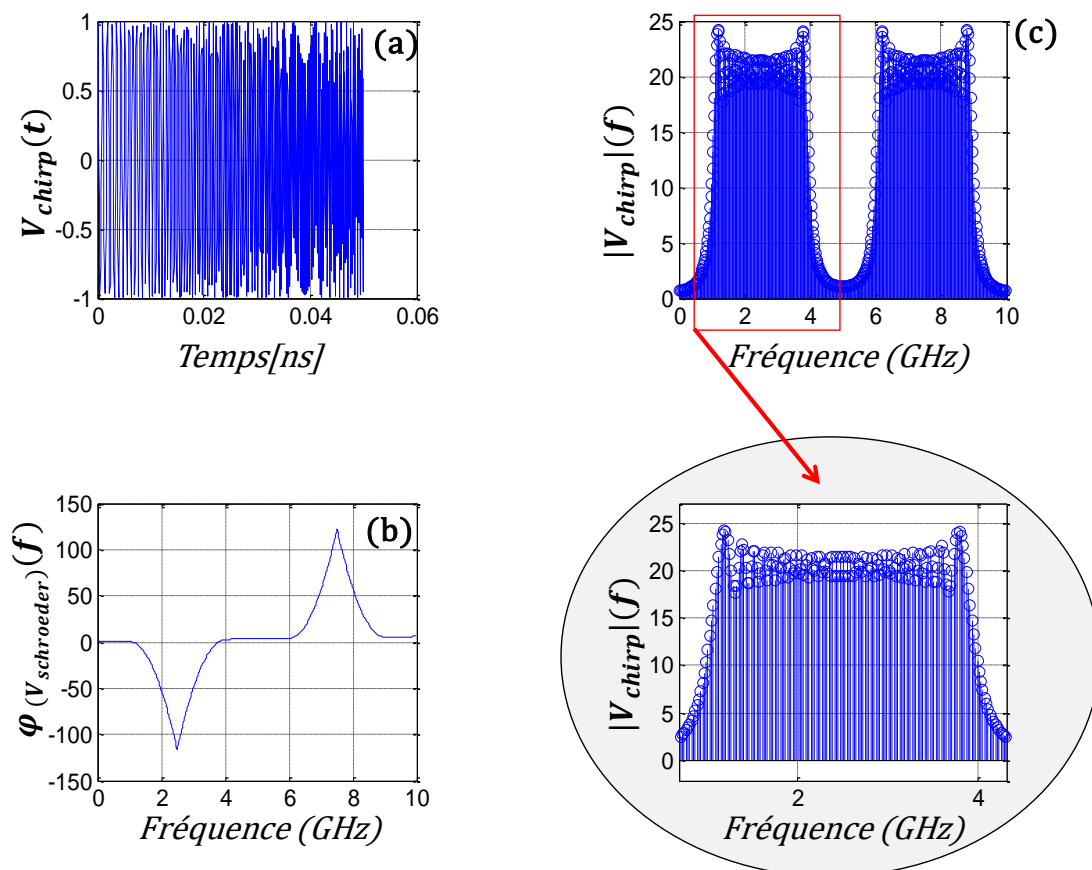 (a)
V_chirp(t)
1
0.5
0
-0.5
-1
0 0.02 0.04 0.06
Temps[ns]
(c)
|V_chirp|(f)
25
20
15
10
5
0
0 2 4 6 8 10
Fréquence (GHz)
(b)
φ_(V_schroeder)(f)
150
100
50
0
-50
-100
-150
0 2 4 6 8 10
Fréquence (GHz)
|V_chirp|(f)
25
20
15
10
5
0
2 4
Fréquence (GHz)